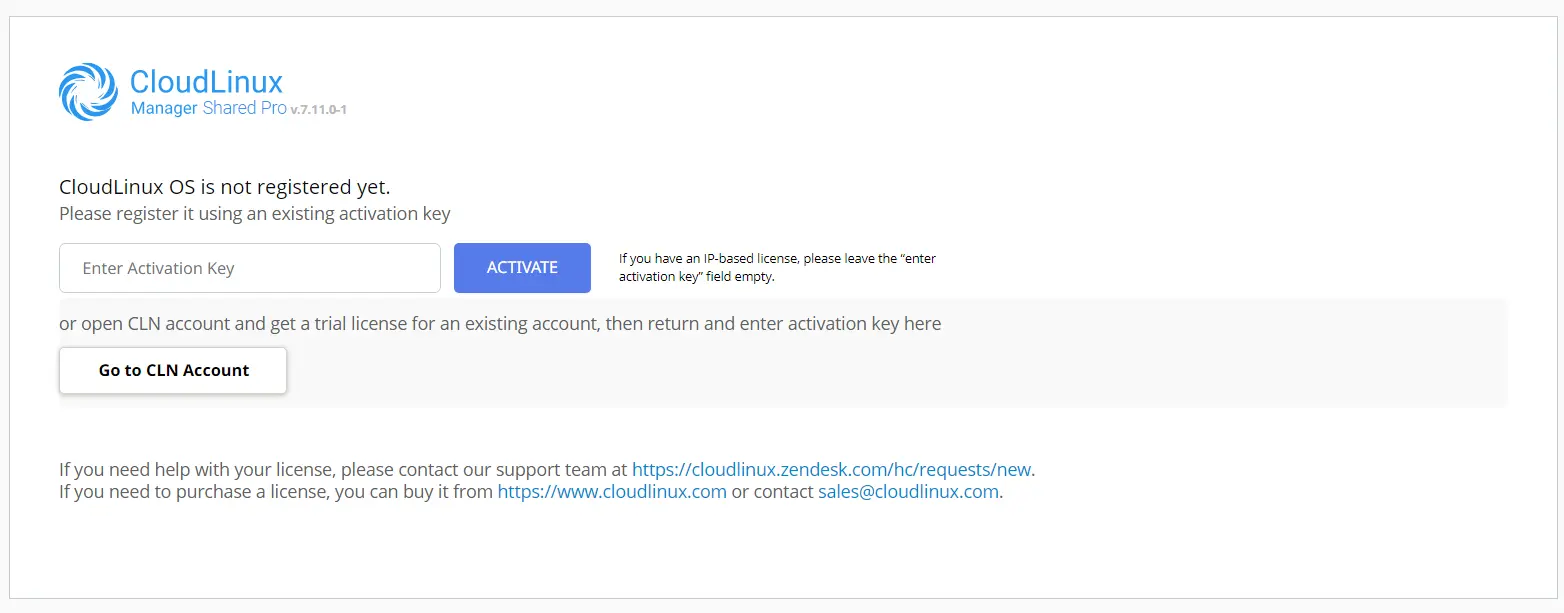 CloudLinux
Manager Shared Pro v.7.11.0-1
CloudLinux OS is not registered yet.
Please register it using an existing activation key
Enter Activation Key
ACTIVATE
If you have an IP-based license, please leave the “enter
activation key” field empty.
or open CLN account and get a trial license for an existing account, then return and enter activation key here
Go to CLN Account
If you need help with your license, please contact our support team at https://cloudlinux.zendesk.com/hc/requests/new.
If you need to purchase a license, you can buy it from https://www.cloudlinux.com or contact sales@cloudlinux.com.